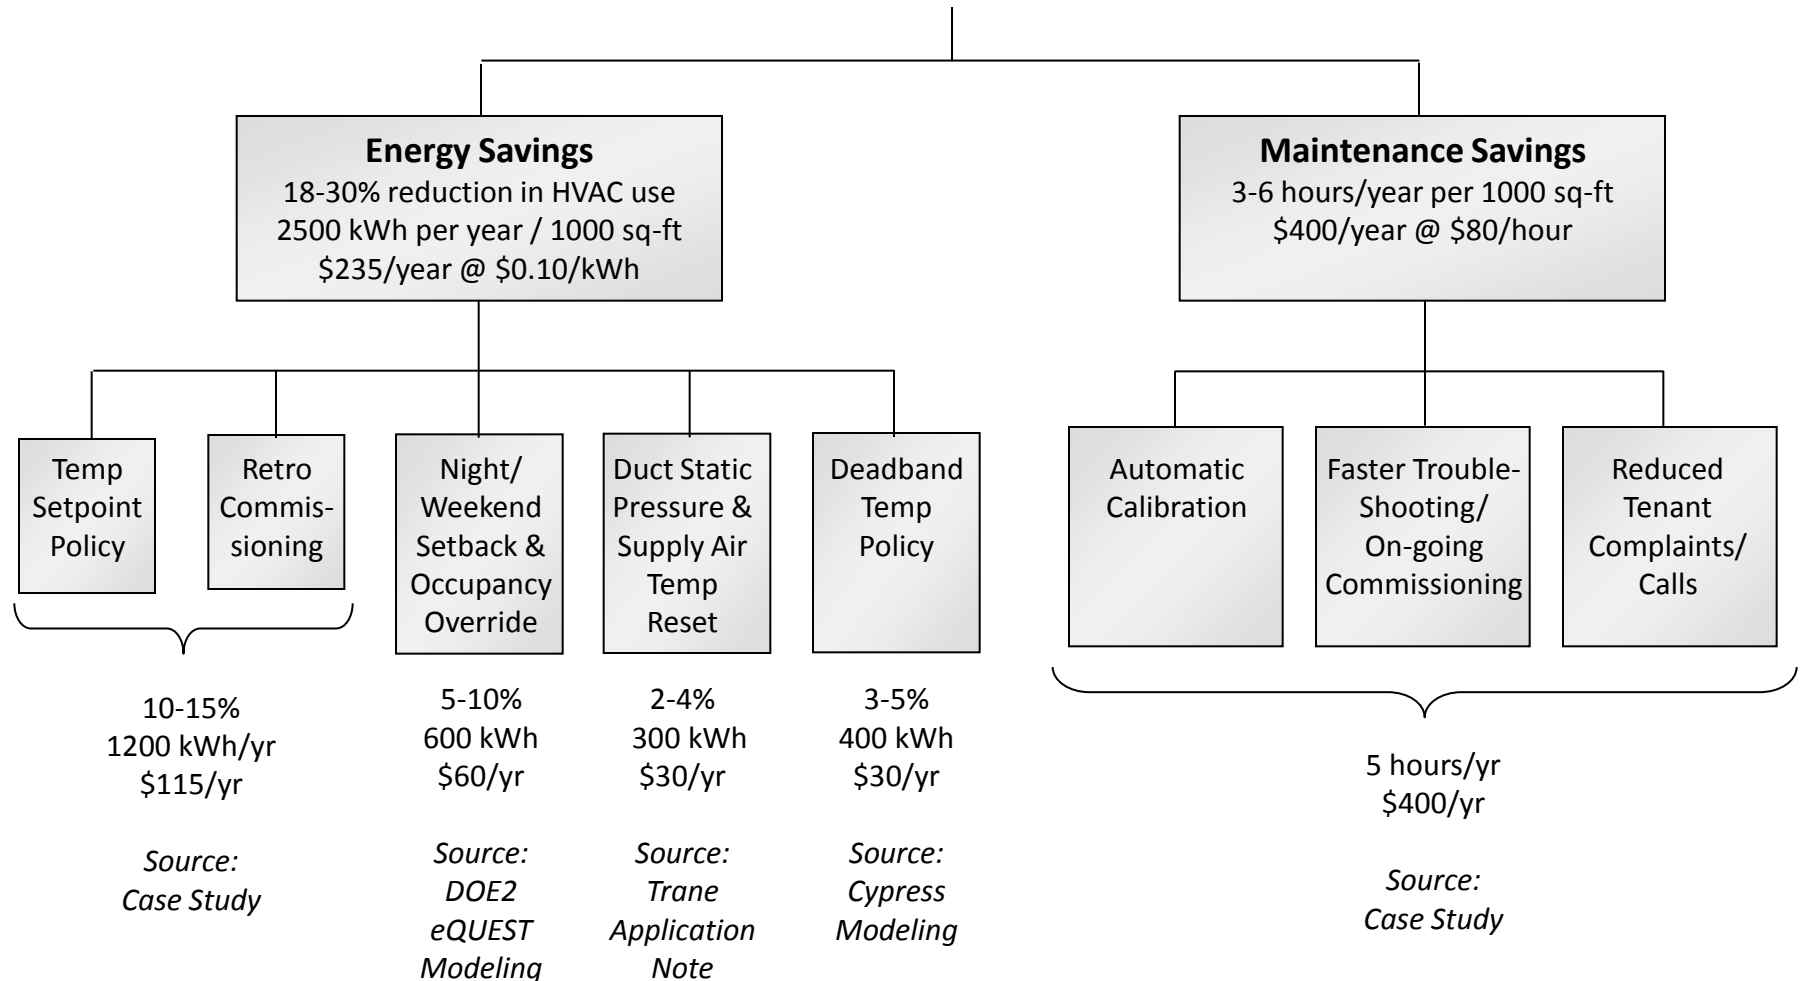 Energy Savings
18-30% reduction in HVAC use
2500 kWh per year / 1000 sq-ft
$235/year @ $0.10/kWh
Maintenance Savings
3-6 hours/year per 1000 sq-ft
$400/year @ $80/hour
Temp
Setpoint
Policy
Retro
Commis-
sioning
Night/
Weekend
Setback &
Occupancy
Override
Duct Static
Pressure &
Supply Air
Temp
Reset
Deadband
Temp
Policy
Automatic
Calibration
Faster Trouble-
Shooting/
On-going
Commissioning
Reduced
Tenant
Complaints/
Calls
10-15%
1200 kWh/yr
$115/yr
Source:
Case Study
5-10%
600 kWh
$60/yr
Source:
DOE2
eQUEST
Modeling
2-4%
300 kWh
$30/yr
Source:
Trane
Application
Note
3-5%
400 kWh
$30/yr
Source:
Cypress
Modeling
5 hours/yr
$400/yr
Source:
Case Study